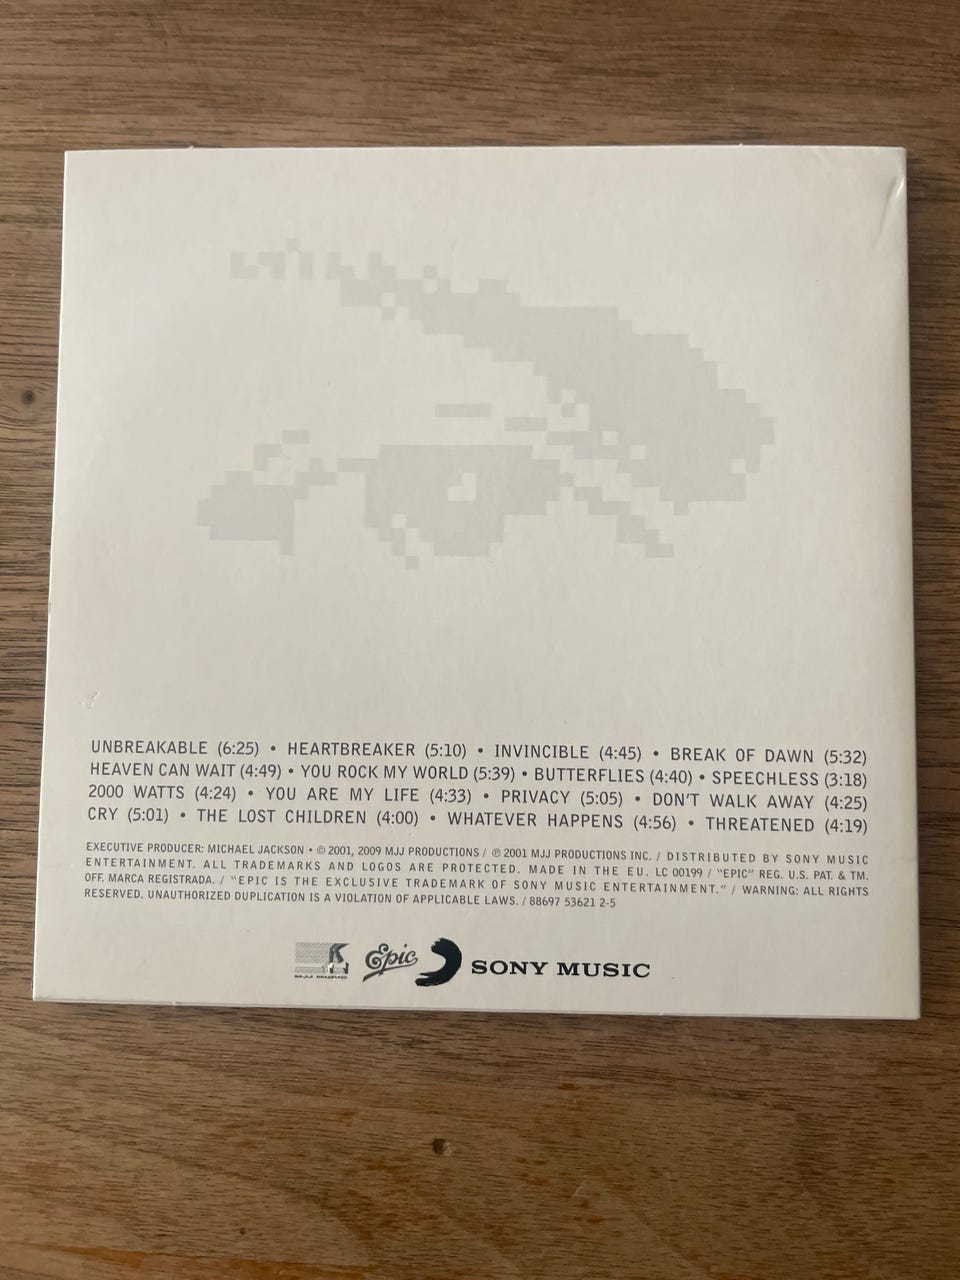 UNBREAKABLE (6:25) • HEARTBREAKER (5:10) • INVINCIBLE (4:45) • BREAK OF DAWN (5:32)
HEAVEN CAN WAIT (4:49) • YOU ROCK MY WORLD (5:39) • BUTTERFLIES (4:40) • SPEECHLESS (3:18)
2000 WATTS (4:24) • YOU ARE MY LIFE (4:33) • PRIVACY (5:05) • DON'T WALK AWAY (4:25)
CRY (5:01) • THE LOST CHILDREN (4:00) • WHATEVER HAPPENS (4:56) • THREATENED (4:19)
EXECUTIVE PRODUCER: MICHAEL JACKSON • © 2001, 2009 MJJ PRODUCTIONS / ℗ 2001 MJJ PRODUCTIONS INC. / DISTRIBUTED BY SONY MUSIC
ENTERTAINMENT. ALL TRADEMARKS AND LOGOS ARE PROTECTED. MADE IN THE EU. LC 00199 / "EPIC" REG. U.S. PAT. & TM.
OFF. MARCA REGISTRADA. / "EPIC IS THE EXCLUSIVE TRADEMARK OF SONY MUSIC ENTERTAINMENT." / WARNING: ALL RIGHTS
RESERVED. UNAUTHORIZED DUPLICATION IS A VIOLATION OF APPLICABLE LAWS. / 88697 53621 2-5
MJJ MUSIC Epic SONY MUSIC